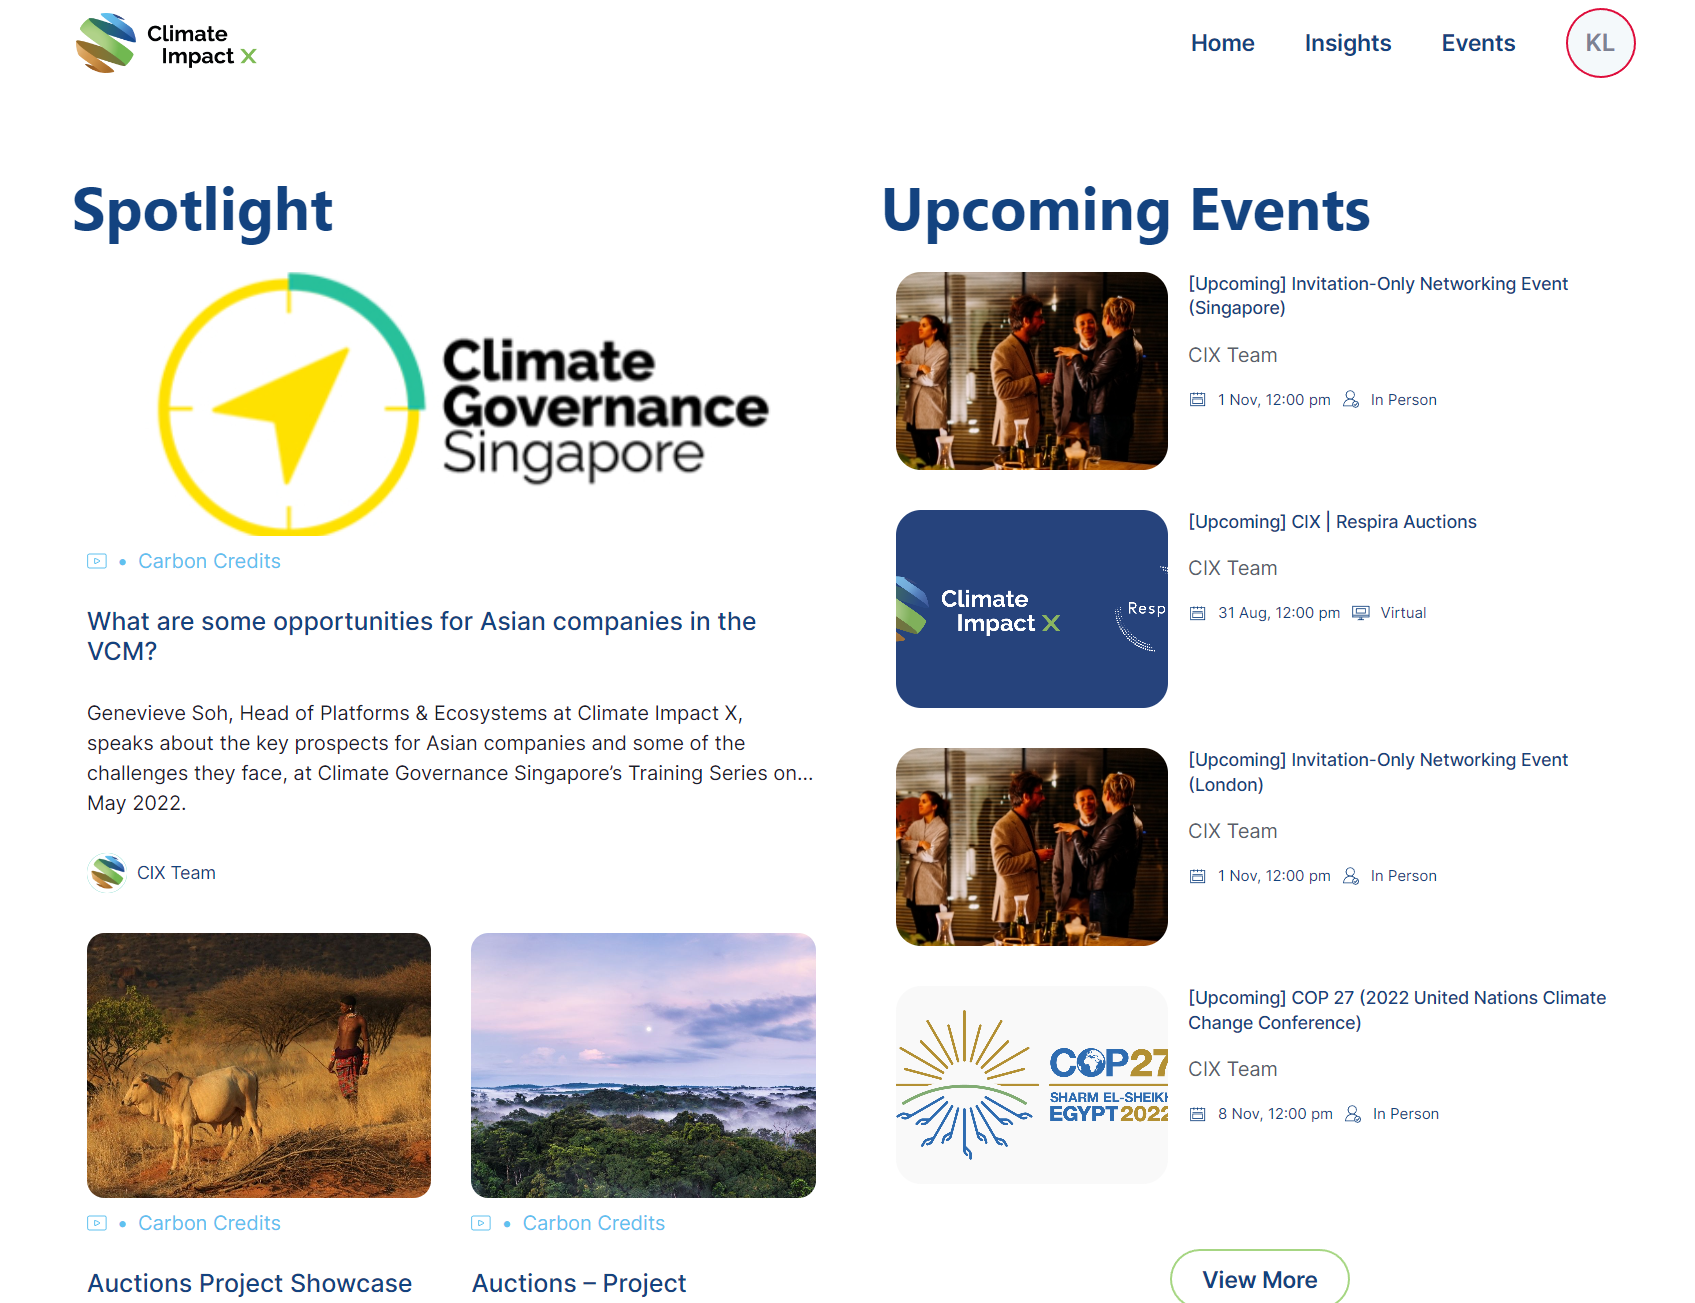 Climate
Impact X
Home
Insights
Events
KL
Spotlight
Climate
Governance
Singapore
Carbon Credits
What are some opportunities for Asian companies in the
VCM?
Genevieve Soh, Head of Platforms & Ecosystems at Climate Impact X,
speaks about the key prospects for Asian companies and some of the
challenges they face, at Climate Governance Singapore’s Training Series on...
May 2022.
CIX Team
Carbon Credits
Auctions Project Showcase
Carbon Credits
Auctions – Project
Upcoming Events
[Upcoming] Invitation-Only Networking Event
(Singapore)
CIX Team
1 Nov, 12:00 pm In Person
Climate
Impact X
Resp
[Upcoming] CIX | Respira Auctions
CIX Team
31 Aug, 12:00 pm Virtual
[Upcoming] Invitation-Only Networking Event
(London)
CIX Team
1 Nov, 12:00 pm In Person
COP27
SHARM EL-SHEIKH
EGYPT2022
[Upcoming] COP 27 (2022 United Nations Climate
Change Conference)
CIX Team
8 Nov, 12:00 pm In Person
View More